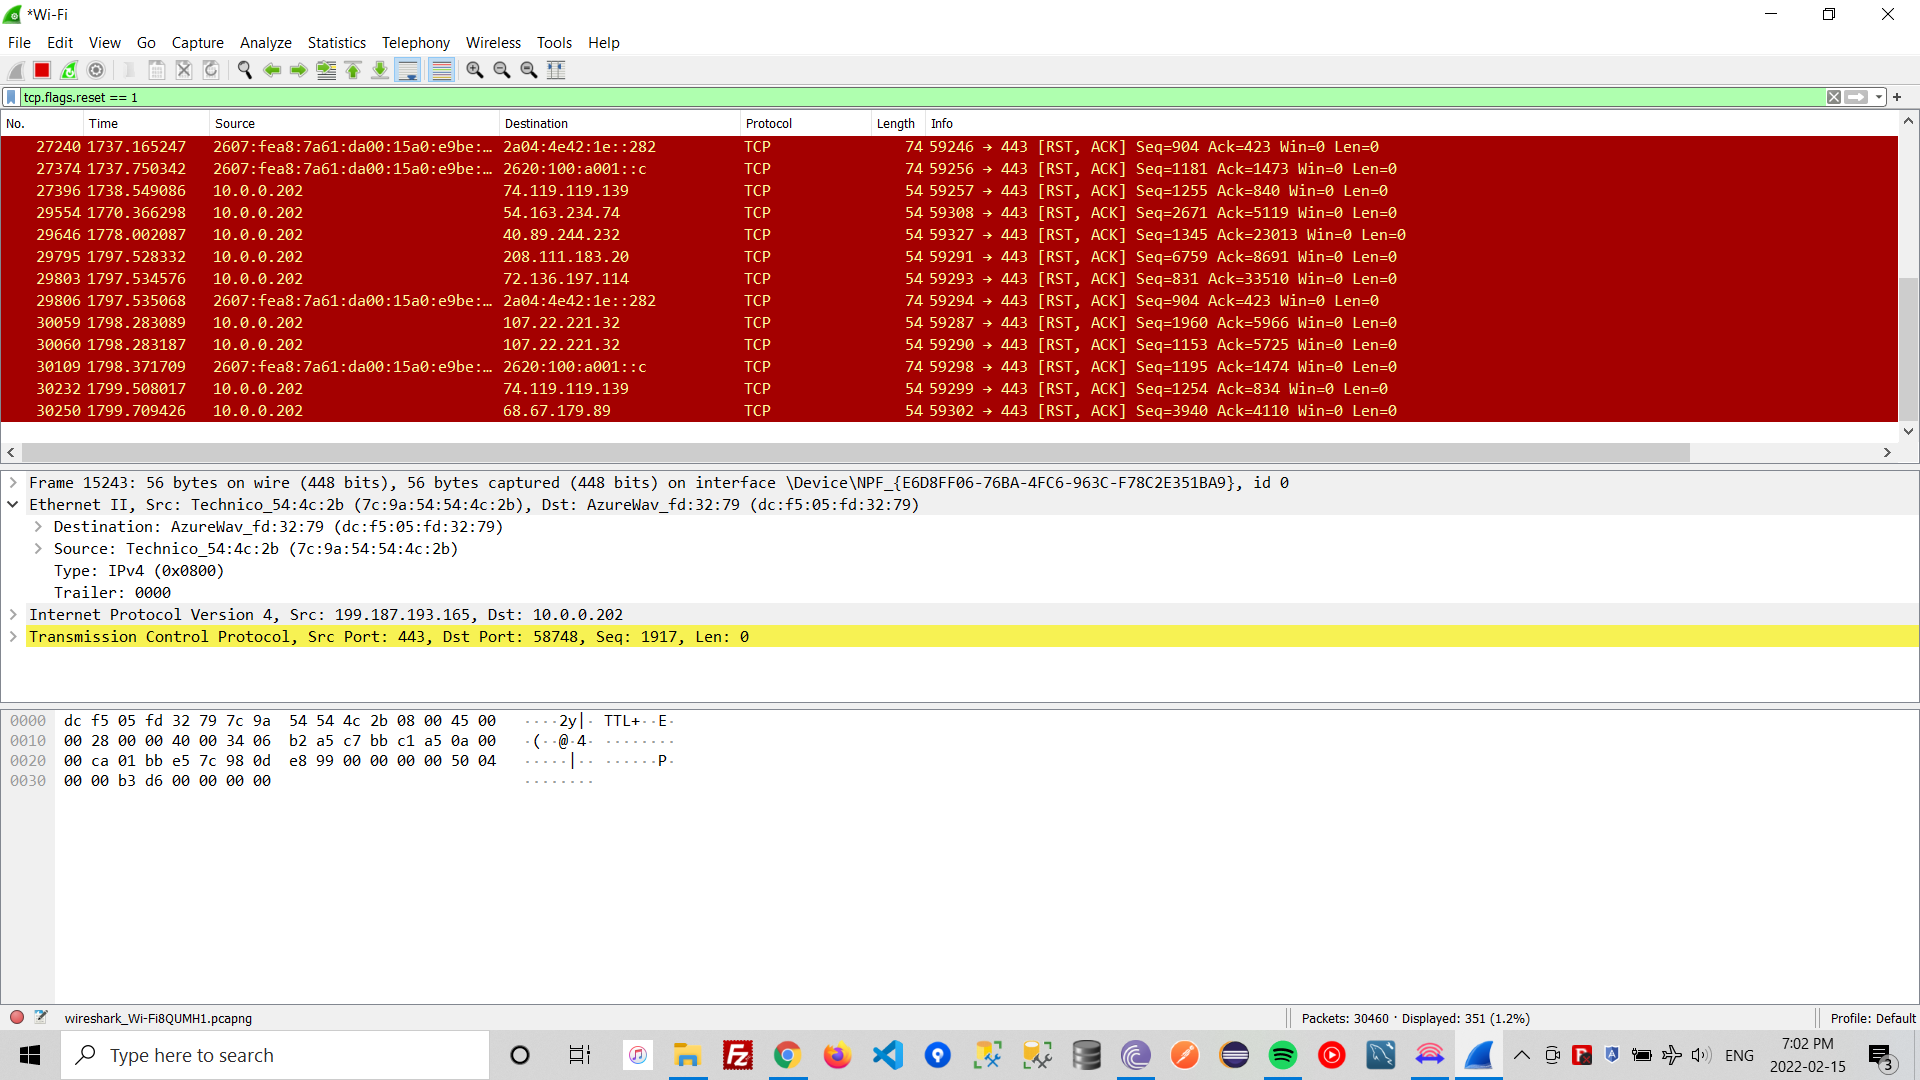 *Wi-Fi
File Edit View Go Capture Analyze Statistics Telephony Wireless Tools Help
tcp.flags.reset == 1
No. Time Source Destination Protocol Length Info
27240 1737.165247 2607:fea8:7a61:da00:15a0:e9be:… 2a04:4e42:1e::282 TCP 74 59246 → 443 [RST, ACK] Seq=904 Ack=423 Win=0 Len=0
27374 1737.750342 2607:fea8:7a61:da00:15a0:e9be:… 2620:100:a001::c TCP 74 59256 → 443 [RST, ACK] Seq=1181 Ack=1473 Win=0 Len=0
27396 1738.549086 10.0.0.202 74.119.119.139 TCP 54 59257 → 443 [RST, ACK] Seq=1255 Ack=840 Win=0 Len=0
29554 1770.366298 10.0.0.202 54.163.234.74 TCP 54 59308 → 443 [RST, ACK] Seq=2671 Ack=5119 Win=0 Len=0
29646 1778.002087 10.0.0.202 40.89.244.232 TCP 54 59327 → 443 [RST, ACK] Seq=1345 Ack=23013 Win=0 Len=0
29795 1797.528332 10.0.0.202 208.111.183.20 TCP 54 59291 → 443 [RST, ACK] Seq=6759 Ack=8691 Win=0 Len=0
29803 1797.534576 10.0.0.202 72.136.197.114 TCP 54 59293 → 443 [RST, ACK] Seq=831 Ack=33510 Win=0 Len=0
29806 1797.535068 2607:fea8:7a61:da00:15a0:e9be:… 2a04:4e42:1e::282 TCP 74 59294 → 443 [RST, ACK] Seq=904 Ack=423 Win=0 Len=0
30059 1798.283089 10.0.0.202 107.22.221.32 TCP 54 59287 → 443 [RST, ACK] Seq=1960 Ack=5966 Win=0 Len=0
30060 1798.283187 10.0.0.202 107.22.221.32 TCP 54 59290 → 443 [RST, ACK] Seq=1153 Ack=5725 Win=0 Len=0
30109 1798.371709 2607:fea8:7a61:da00:15a0:e9be:… 2620:100:a001::c TCP 74 59298 → 443 [RST, ACK] Seq=1195 Ack=1474 Win=0 Len=0
30232 1799.508017 10.0.0.202 74.119.119.139 TCP 54 59299 → 443 [RST, ACK] Seq=1254 Ack=834 Win=0 Len=0
30250 1799.709426 10.0.0.202 68.67.179.89 TCP 54 59302 → 443 [RST, ACK] Seq=3940 Ack=4110 Win=0 Len=0
Frame 15243: 56 bytes on wire (448 bits), 56 bytes captured (448 bits) on interface \Device\NPF_{E6D8FF06-76BA-4FC6-963C-F78C2E351BA9}, id 0
Ethernet II, Src: Technico_54:4c:2b (7c:9a:54:54:4c:2b), Dst: AzureWav_fd:32:79 (dc:f5:05:fd:32:79)
Destination: AzureWav_fd:32:79 (dc:f5:05:fd:32:79)
Source: Technico_54:4c:2b (7c:9a:54:54:4c:2b)
Type: IPv4 (0x0800)
Trailer: 0000
Internet Protocol Version 4, Src: 199.187.193.165, Dst: 10.0.0.202
Transmission Control Protocol, Src Port: 443, Dst Port: 58748, Seq: 1917, Len: 0
0000 dc f5 05 fd 32 79 7c 9a 54 54 4c 2b 08 00 45 00 ····2y|· TTL+··E·
0010 00 28 00 00 40 00 34 06 b2 a5 c7 bb c1 a5 0a 00 ·(··@·4· ········
0020 00 ca 01 bb e5 7c 98 0d e8 99 00 00 00 00 50 04 ·····|·· ······P·
0030 00 00 b3 d6 00 00 00 00 ········
wireshark_Wi-Fi8QUMH1.pcapng Packets: 30460 · Displayed: 351 (1.2%) Profile: Default
Type here to search
ENG
7:02 PM
2022-02-15
3